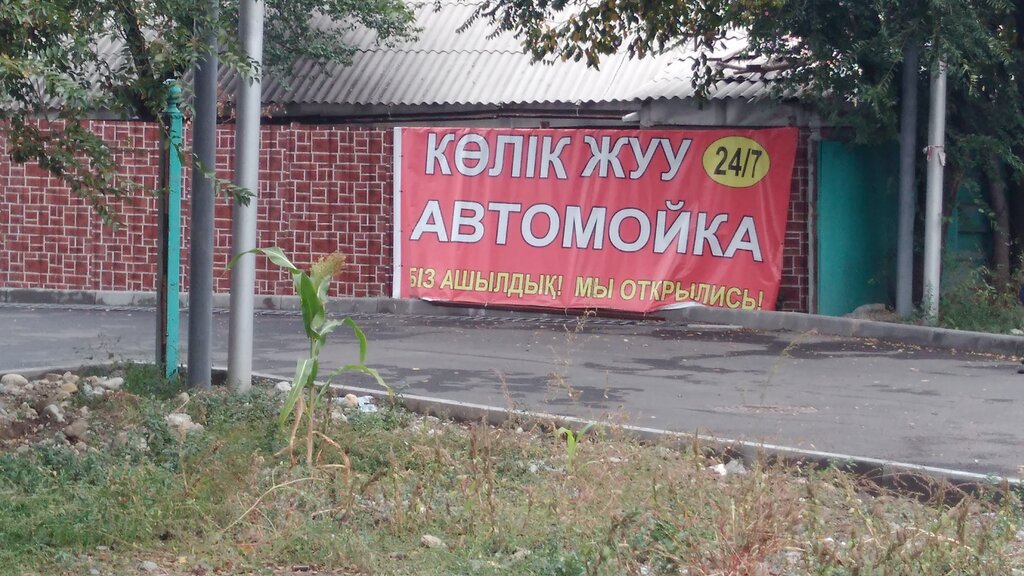 КӨЛІК ЖУУ 24/7
АВТОМОЙКА
БІЗ АШЫЛДЫҚ! МЫ ОТКРЫЛИСЬ!